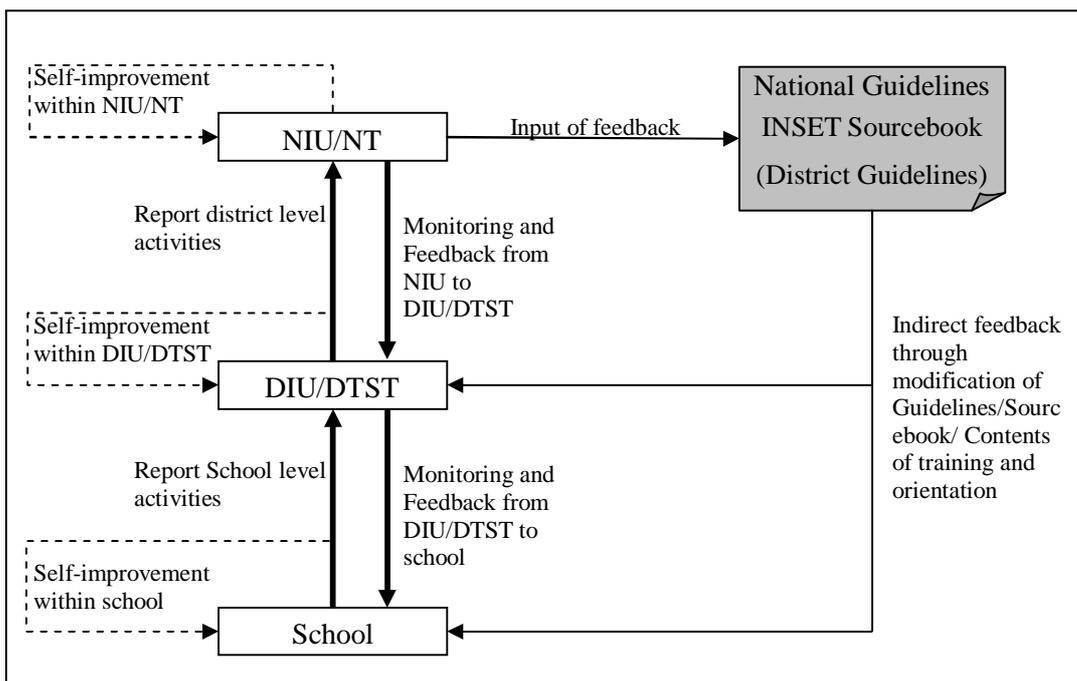 Self-improvement
within NIU/NT
NIU/NT
Input of feedback
National Guidelines
INSET Sourcebook
(District Guidelines)
Report district level
activities
Monitoring and
Feedback from
NIU to
DIU/DTST
Self-improvement
within DIU/DTST
DIU/DTST
Indirect feedback
through
modification of
Guidelines/Sourc
ebook/ Contents
of training and
orientation
Report School level
activities
Monitoring and
Feedback from
DIU/DTST to
school
Self-improvement
within school
School